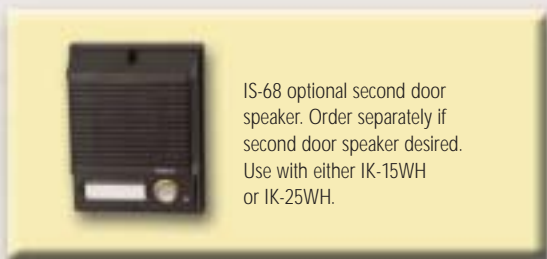 IS-68 optional second door
speaker. Order separately if
second door speaker desired.
Use with either IK-15WH
or IK-25WH.